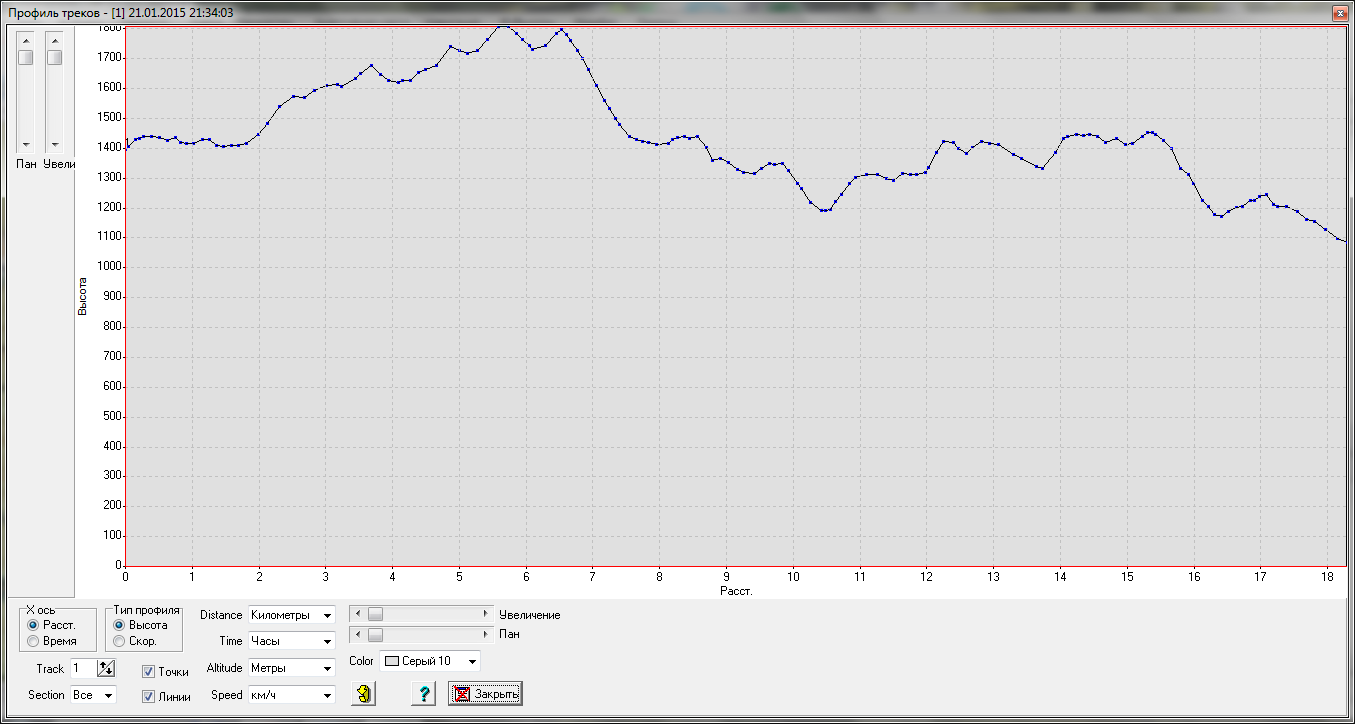 Профиль треков - [1] 21.01.2015 21:34:03
1800
1700
1600
1500
1400
1300
1200
1100
1000
900
800
700
600
500
400
300
200
100
0
Пан Увели
Высота
0 1 2 3 4 5 6 7 8 9 10 11 12 13 14 15 16 17 18
Расст.
X ось
Расст.
Время
Тип профиля
Высота
Скор.
Track 1
Section Все
Точки
Линии
Distance Километры
Time Часы
Altitude Метры
Speed км/ч
Увеличение
Пан
Color Серый 10
?
Закрыть